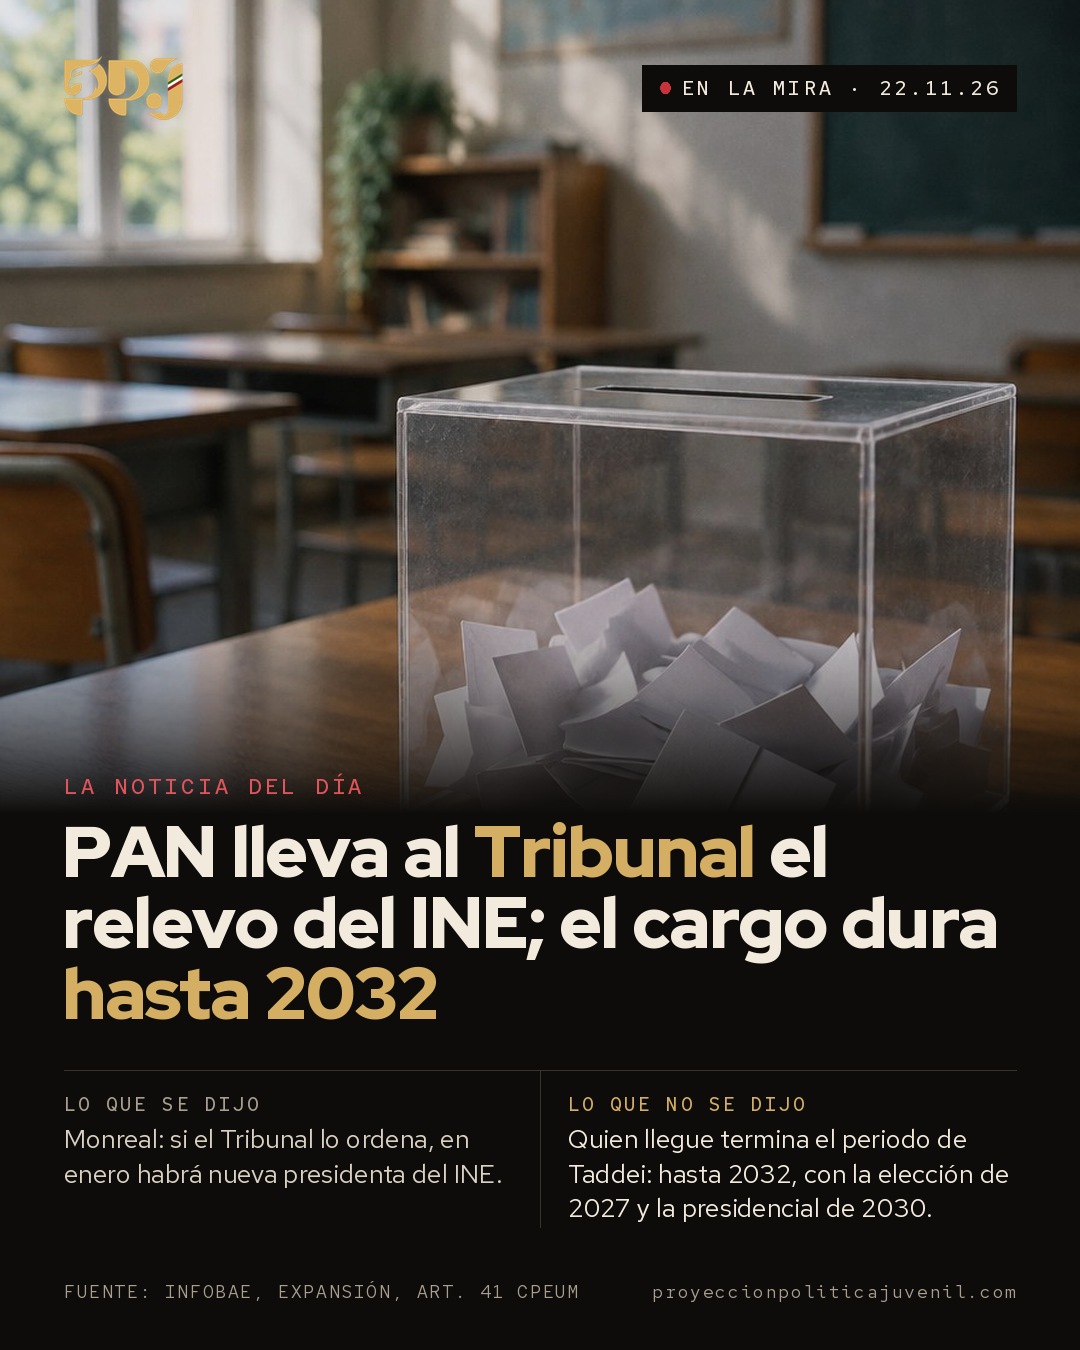 PPJ
EN LA MIRA · 22.11.26
LA NOTICIA DEL DÍA
PAN lleva al Tribunal el
relevo del INE; el cargo dura
hasta 2032
LO QUE SE DIJO
Monreal: si el Tribunal lo ordena, en
enero habrá nueva presidenta del INE.
LO QUE NO SE DIJO
Quien llegue termina el periodo de
Taddei: hasta 2032, con la elección de
2027 y la presidencial de 2030.
FUENTE: INFOBAE, EXPANSIÓN, ART. 41 CPEUM
proyeccionpoliticajuvenil.com